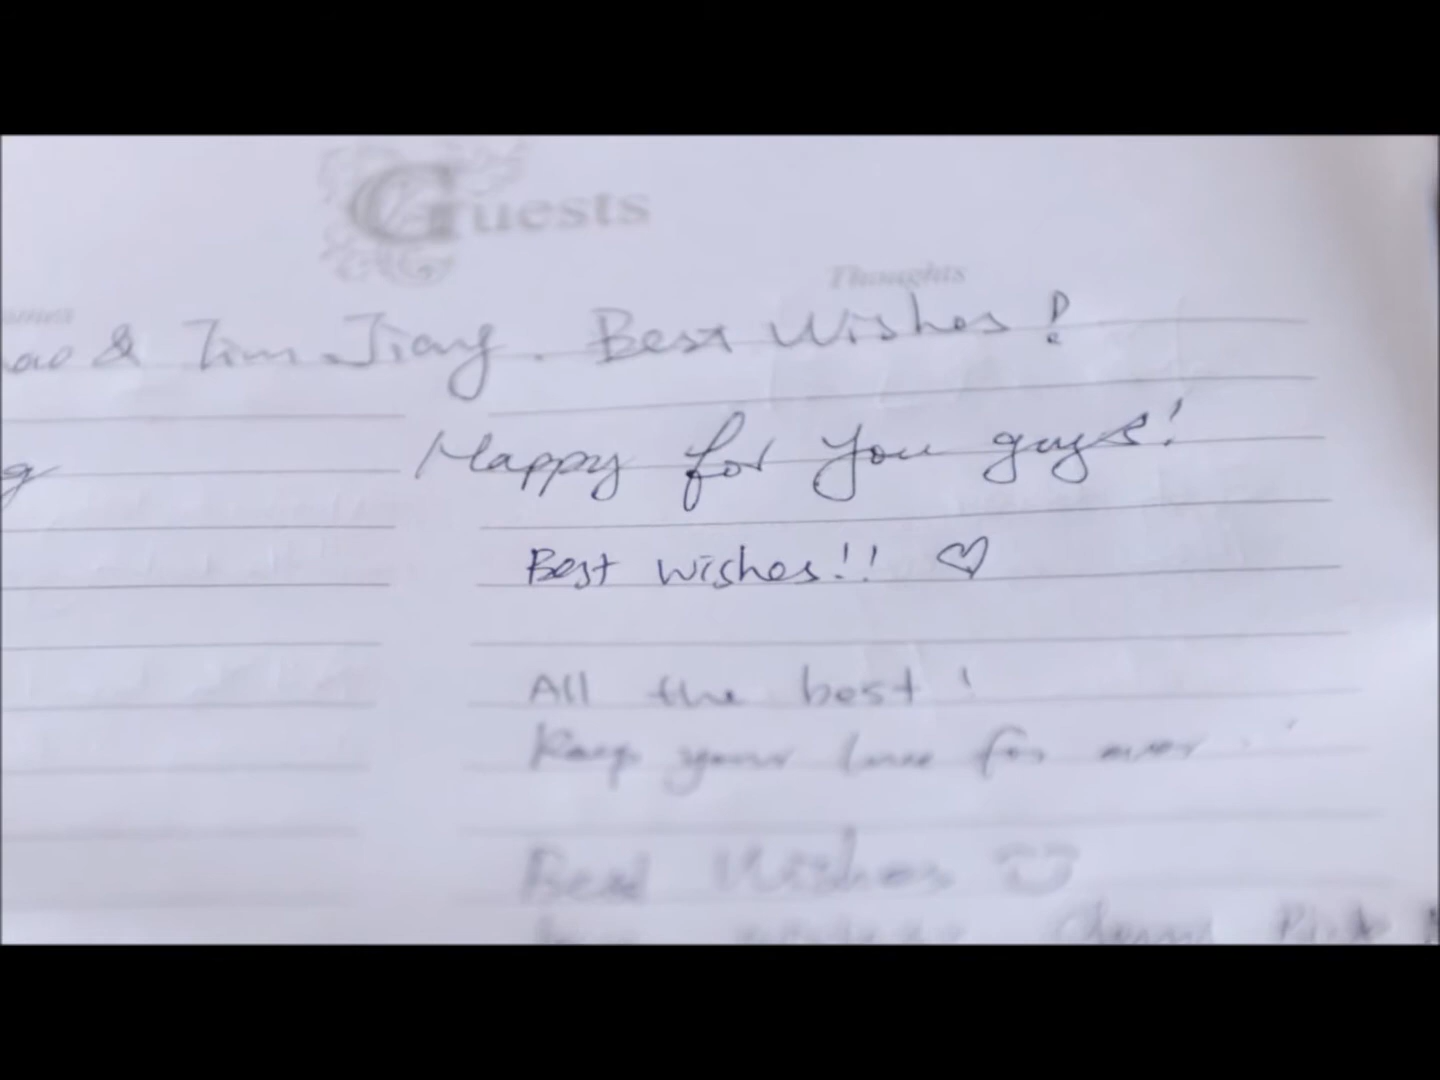 Guests
Thoughts
& Tim Jiang. Best Wishes!
Happy for you guys!
Best wishes!! ♡
All the best!
Keep your love for ever
Best Wishes